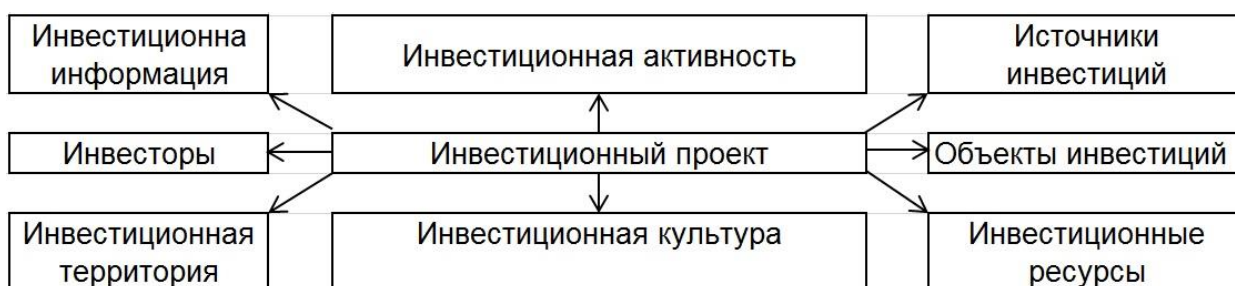 Инвестиционна
информация
Инвестиционная активность
Источники
инвестиций
Инвесторы
Инвестиционный проект
Объекты инвестиций
Инвестиционная
территория
Инвестиционная культура
Инвестиционные
ресурсы